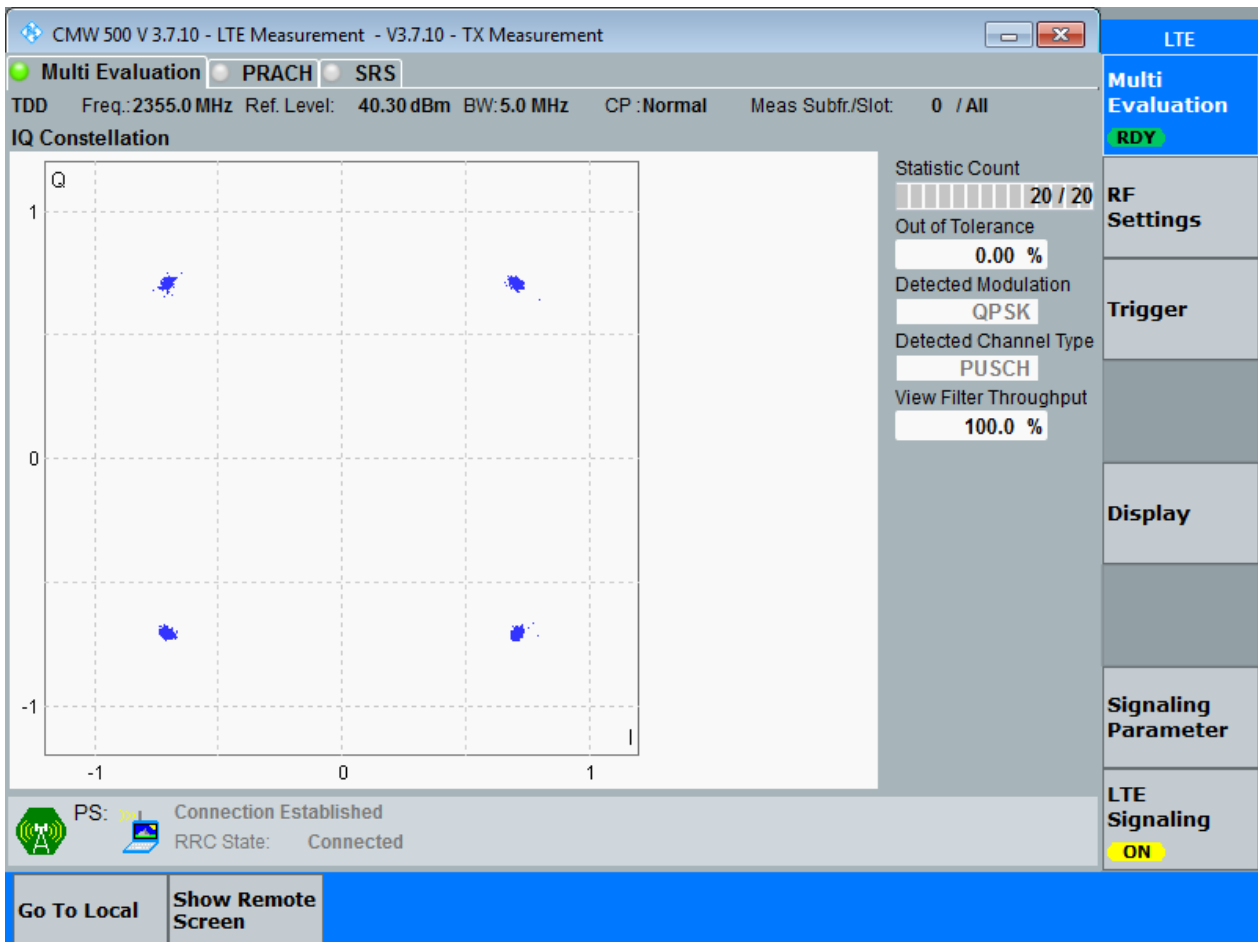 CMW 500 V 3.7.10 - LTE Measurement - V3.7.10 - TX Measurement
Multi Evaluation PRACH SRS
TDD Freq.: 2355.0 MHz Ref. Level: 40.30 dBm BW: 5.0 MHz CP : Normal Meas Subfr./Slot: 0 / All
IQ Constellation
Q
1
0
-1
I
-1 0 1
Statistic Count
20 / 20
Out of Tolerance
0.00 %
Detected Modulation
QPSK
Detected Channel Type
PUSCH
View Filter Throughput
100.0 %
PS: Connection Established
RRC State: Connected
LTE
Multi
Evaluation
RDY
RF
Settings
Trigger
Display
Signaling
Parameter
LTE
Signaling
ON
Go To Local
Show Remote
Screen